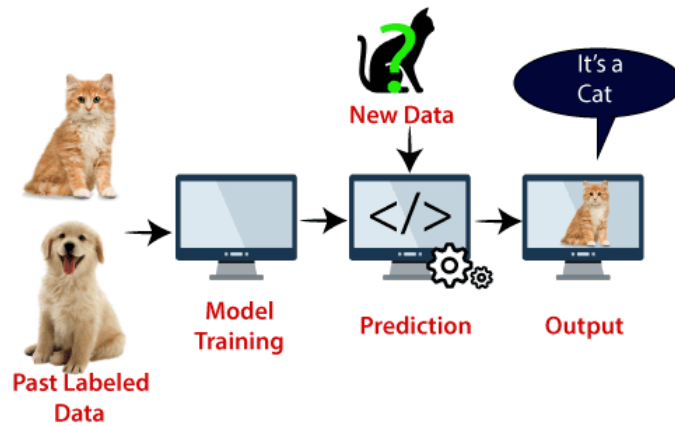 ?
New Data
It's a
Cat
</>
Model
Training
Prediction
Output
Past Labeled
Data